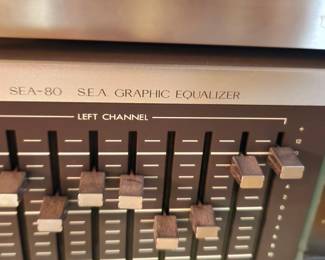 SEA-80 S.E.A. GRAPHIC EQUALIZER
LEFT CHANNEL